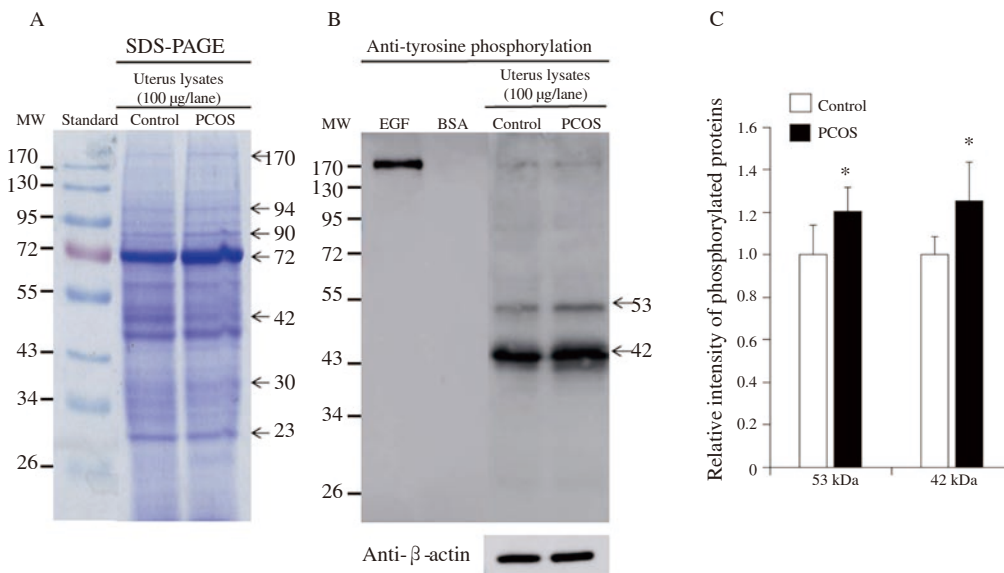 A
SDS-PAGE
Uterus lysates
(100 μg/lane)
MW Standard Control PCOS
170
130
95
72
55
43
34
26
170
94
90
72
42
30
23
B
Anti-tyrosine phosphorylation
Uterus lysates
(100 μg/lane)
MW EGF BSA Control PCOS
170
130
95
72
55
43
34
26
53
42
Anti-β-actin
C
Control
PCOS
Relative intensity of phosphorylated proteins
1.6
1.4
1.2
1.0
0.8
0.6
0.4
0.2
0
* *
53 kDa 42 kDa